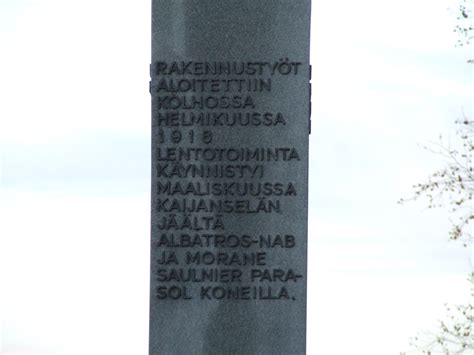 RAKENNUSTYÖT
ALOITETTIIN
KOLHOSSA
HELMIKUUSSA
1918
LENTOTOIMINTA
KÄYNNISTYI
MAALISKUUSSA
KAIJANSELÄN
JÄÄLTÄ
ALBATROS-NAB
JA MORANE
SAULNIER PARA-
SOL KONEILLA.